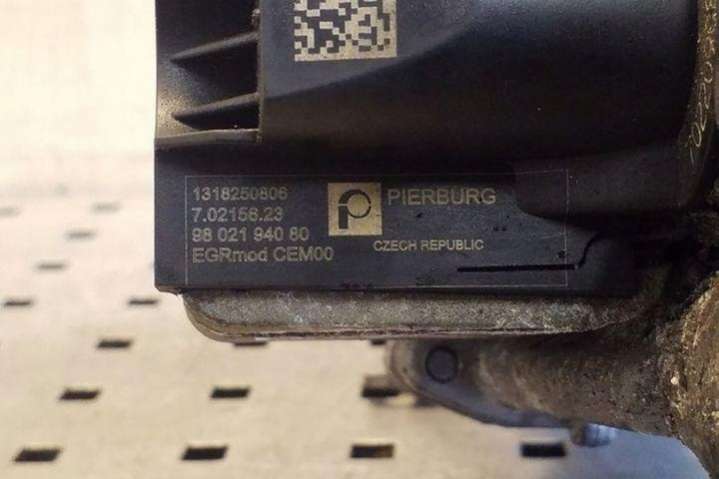 1318250806
7.02156.23
98 021 940 80
EGRmod CEM00
PIERBURG
CZECH REPUBLIC